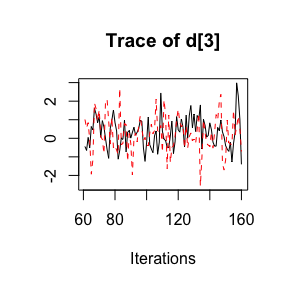 Trace of d[3]
2
0
-2
60 80 120 160
Iterations